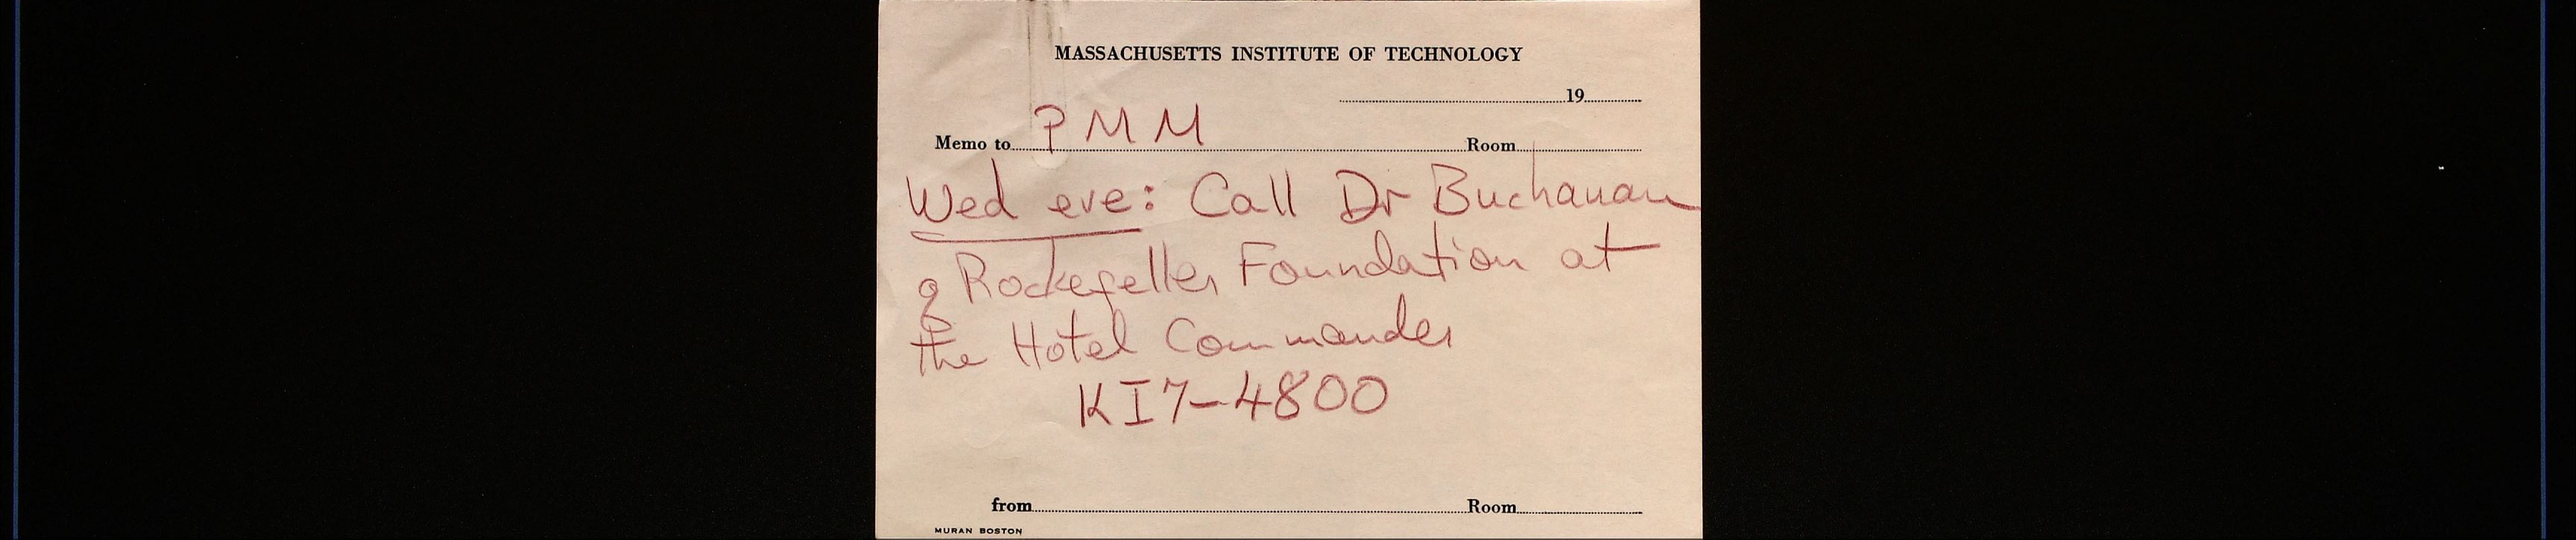 MASSACHUSETTS INSTITUTE OF TECHNOLOGY
19
Memo to PMM Room
Wed eve: Call Dr Buchanan
of Rockefeller Foundation at
the Hotel Commander
KI7-4800
from Room
MURAN BOSTON